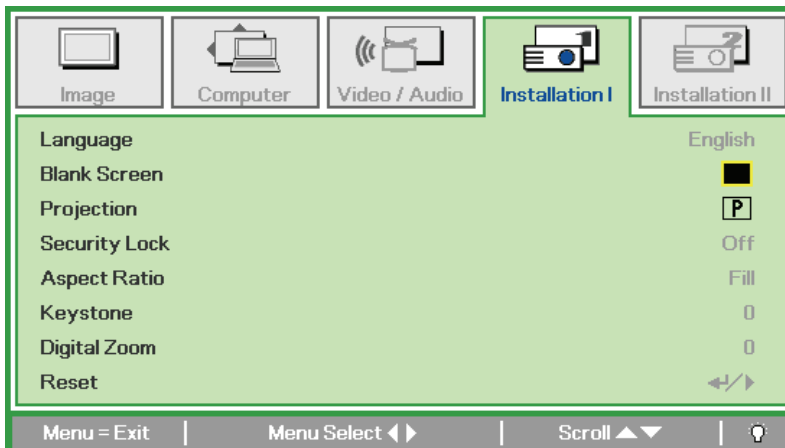 Image Computer Video / Audio Installation I Installation II
Language English
Blank Screen
Projection P
Security Lock Off
Aspect Ratio Fill
Keystone 0
Digital Zoom 0
Reset
Menu = Exit Menu Select Scroll